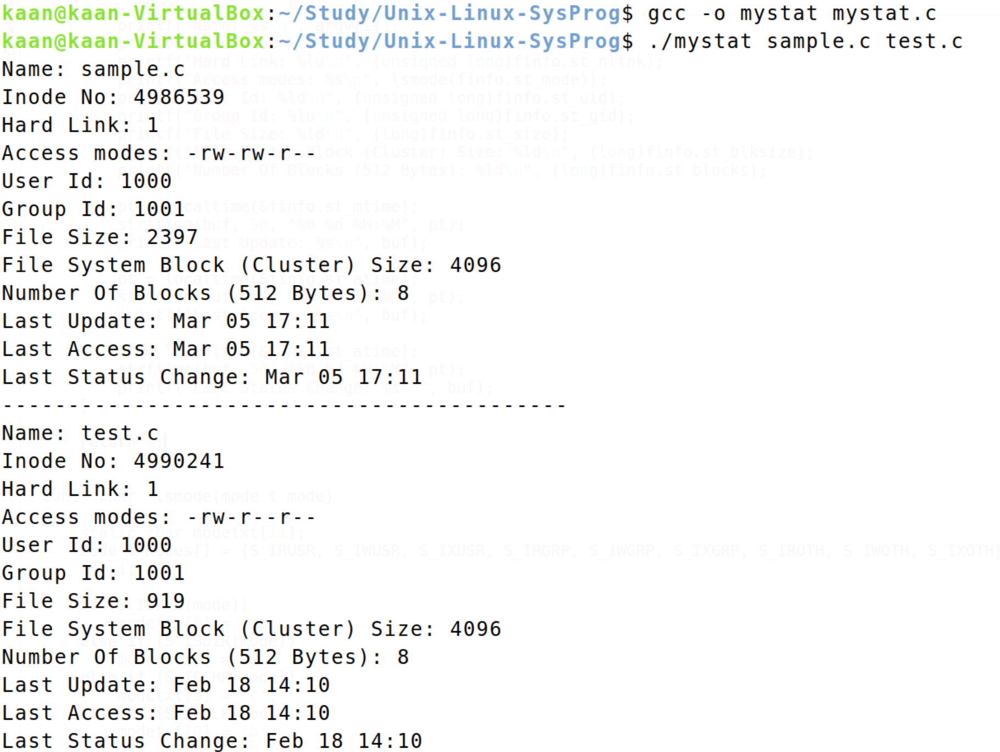 kaan@kaan-VirtualBox:~/Study/Unix-Linux-SysProg$ gcc -o mystat mystat.c
kaan@kaan-VirtualBox:~/Study/Unix-Linux-SysProg$ ./mystat sample.c test.c
Name: sample.c
Inode No: 4986539
Hard Link: 1
Access modes: -rw-rw-r--
User Id: 1000
Group Id: 1001
File Size: 2397
File System Block (Cluster) Size: 4096
Number Of Blocks (512 Bytes): 8
Last Update: Mar 05 17:11
Last Access: Mar 05 17:11
Last Status Change: Mar 05 17:11
-------------------------------------------
Name: test.c
Inode No: 4990241
Hard Link: 1
Access modes: -rw-r--r--
User Id: 1000
Group Id: 1001
File Size: 919
File System Block (Cluster) Size: 4096
Number Of Blocks (512 Bytes): 8
Last Update: Feb 18 14:10
Last Access: Feb 18 14:10
Last Status Change: Feb 18 14:10